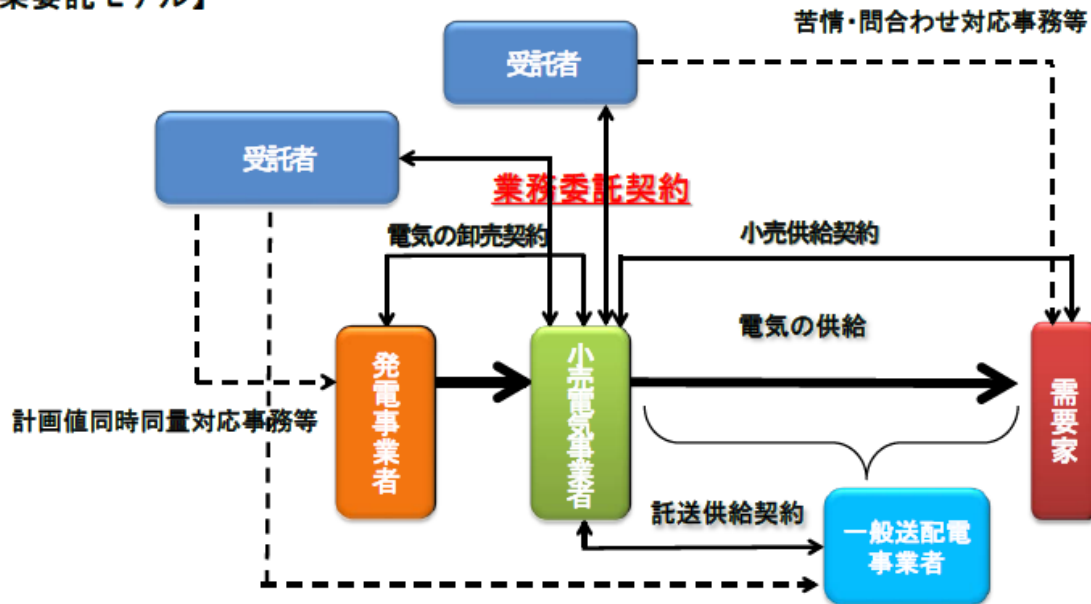 業委託モデル】
苦情・問合わせ対応事務等
受託者
受託者
業務委託契約
電気の卸売契約
小売供給契約
電気の供給
発電事業者
小売電気事業者
需要家
計画値同時同量対応事務等
託送供給契約
一般送配電
事業者